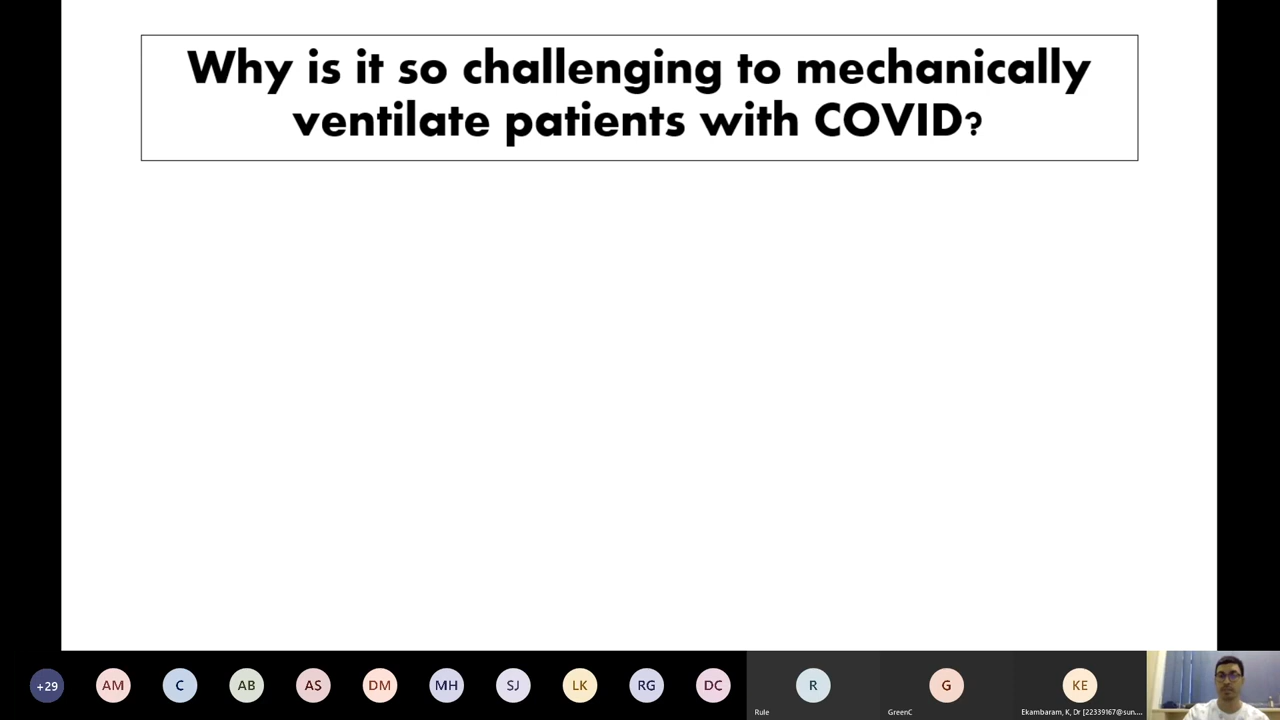 Why is it so challenging to mechanically
ventilate patients with COVID?
+29
AM
C
AB
AS
DM
MH
SJ
LK
RG
DC
R
G
KE
Rule
GreenC
Ekambaram, K, Dr [22339167@sun....